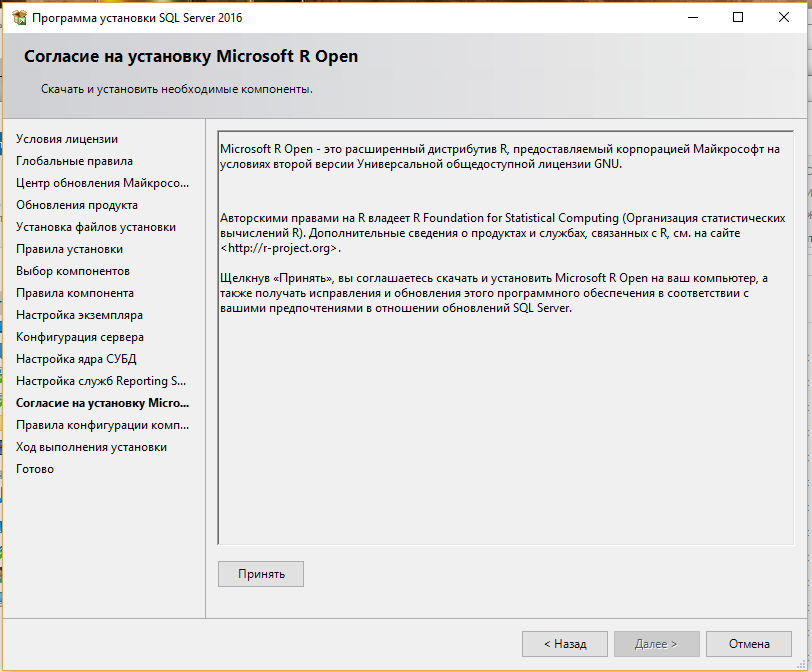 Программа установки SQL Server 2016
Согласие на установку Microsoft R Open
Скачать и установить необходимые компоненты.
Условия лицензии
Глобальные правила
Центр обновления Майкросо...
Обновления продукта
Установка файлов установки
Правила установки
Выбор компонентов
Правила компонента
Настройка экземпляра
Конфигурация сервера
Настройка ядра СУБД
Настройка служб Reporting S...
Согласие на установку Micro...
Правила конфигурации комп...
Ход выполнения установки
Готово
Microsoft R Open - это расширенный дистрибутив R, предоставляемый корпорацией Майкрософт на
условиях второй версии Универсальной общедоступной лицензии GNU.
Авторскими правами на R владеет R Foundation for Statistical Computing (Организация статистических
вычислений R). Дополнительные сведения о продуктах и службах, связанных с R, см. на сайте
<http://r-project.org>.
Щелкнув «Принять», вы соглашаетесь скачать и установить Microsoft R Open на ваш компьютер, а
также получать исправления и обновления этого программного обеспечения в соответствии с
вашими предпочтениями в отношении обновлений SQL Server.
Принять
< Назад
Далее >
Отмена